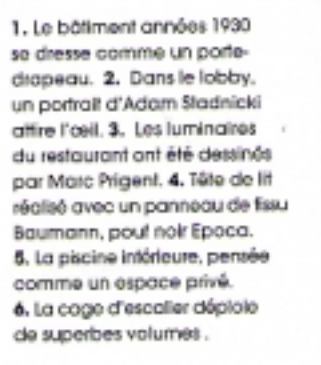 1. Le bâtiment années 1930
se dresse comme un porte-
drapeau. 2. Dans le lobby,
un portrait d'Adam Stadnicki
attire l'œil. 3. Les luminaires
du restaurant ont été dessinés
par Marc Prigent. 4. Tête de lit
réalisé avec un panneau de tissu
Baumann, pouf noir Epoca.
5. La piscine intérieure, pensée
comme un espace privé.
6. La cage d'escalier déploie
de superbes volumes.